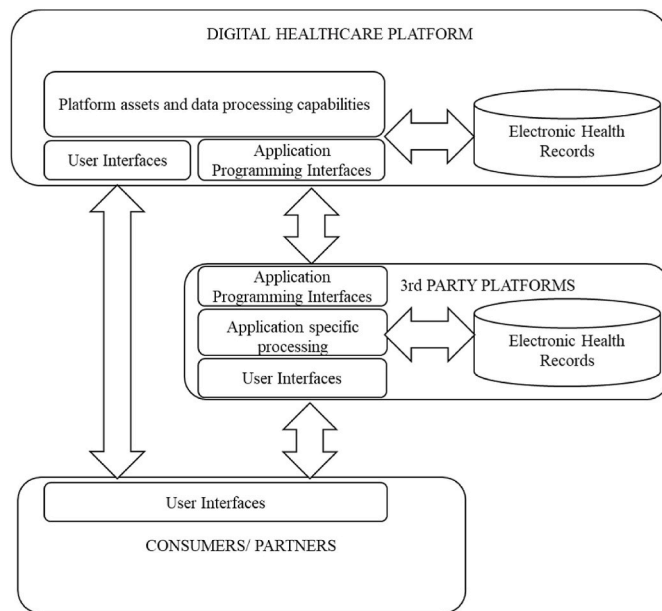 DIGITAL HEALTHCARE PLATFORM
Platform assets and data processing capabilities
User Interfaces
Application
Programming Interfaces
Electronic Health
Records
3rd PARTY PLATFORMS
Application
Programming Interfaces
Application specific
processing
User Interfaces
Electronic Health
Records
User Interfaces
CONSUMERS/ PARTNERS